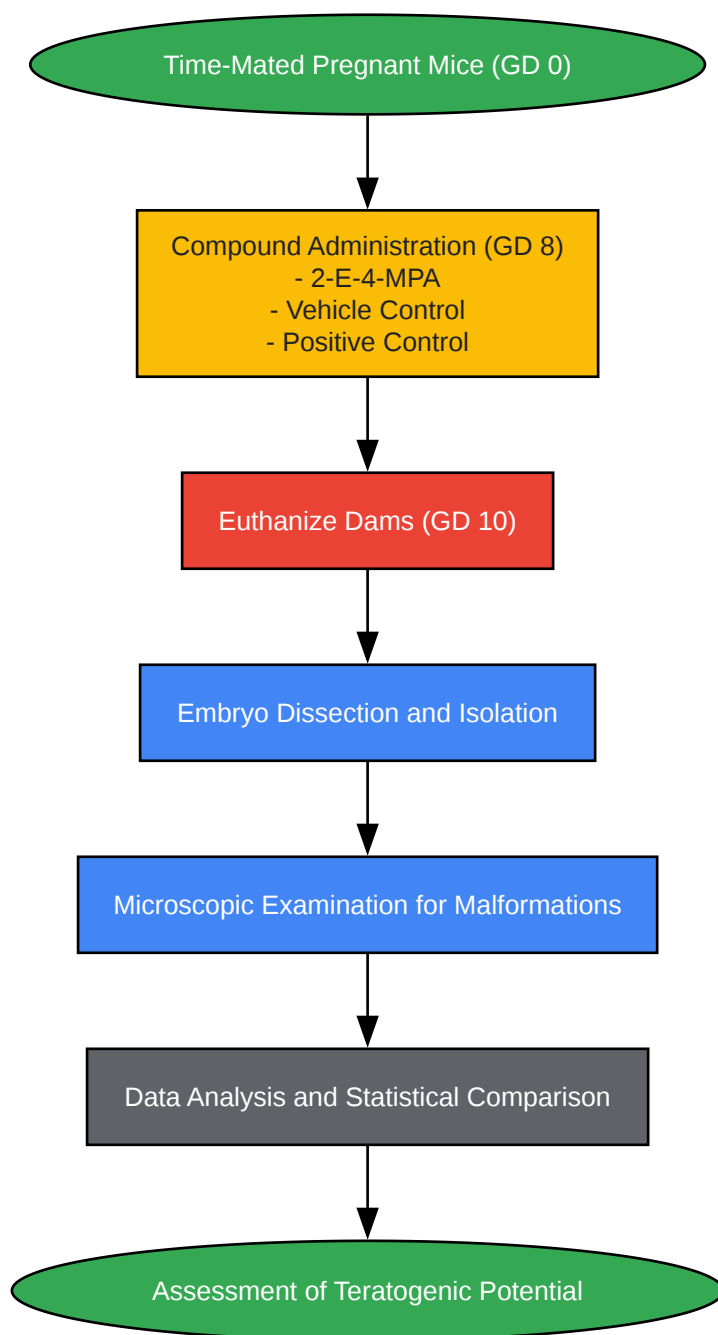 Time-Mated Pregnant Mice (GD 0)
Compound Administration (GD 8)
- 2-E-4-MPA
- Vehicle Control
- Positive Control
Euthanize Dams (GD 10)
Embryo Dissection and Isolation
Microscopic Examination for Malformations
Data Analysis and Statistical Comparison
Assessment of Teratogenic Potential